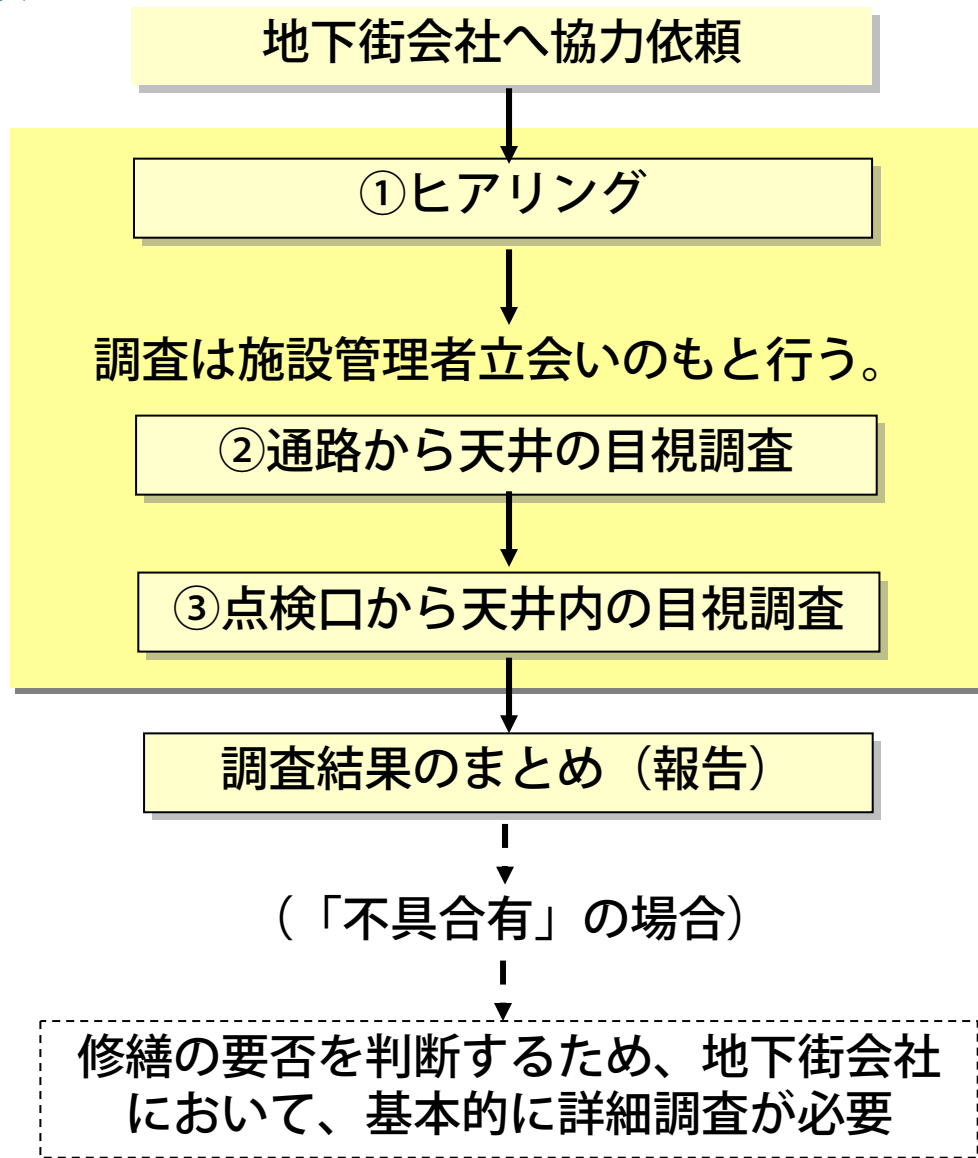 地下街会社へ協力依頼
①ヒアリング
調査は施設管理者立会いのもと行う。
②通路から天井の目視調査
③点検口から天井内の目視調査
調査結果のまとめ（報告）
（「不具合有」の場合）
修繕の要否を判断するため、地下街会社
において、基本的に詳細調査が必要